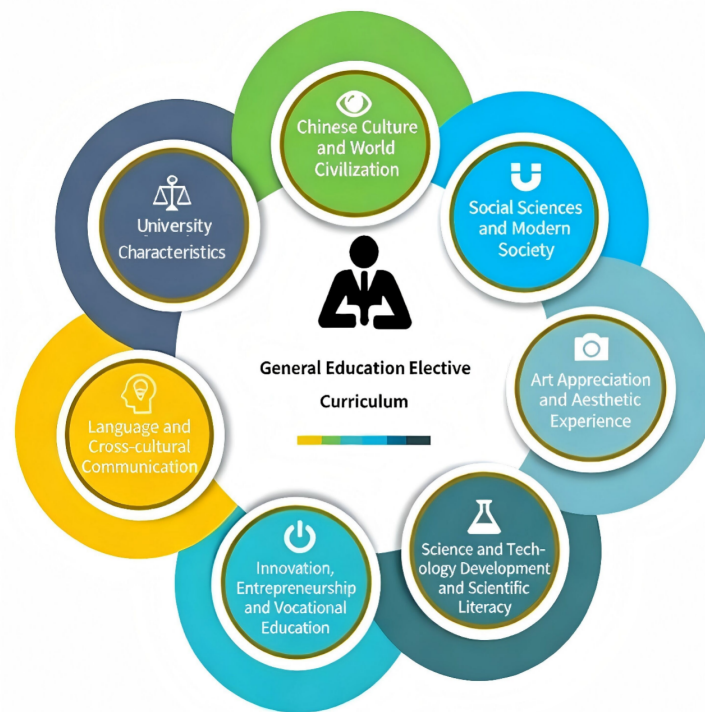 Chinese Culture
and World
Civilization
Social Sciences
and Modern
Society
Art Appreciation
and Aesthetic
Experience
Science and Tech-
ology Development
and Scientific
Literacy
Innovation,
Entrepreneurship
and Vocational
Education
Language and
Cross-cultural
Communication
University
Characteristics
General Education Elective
Curriculum